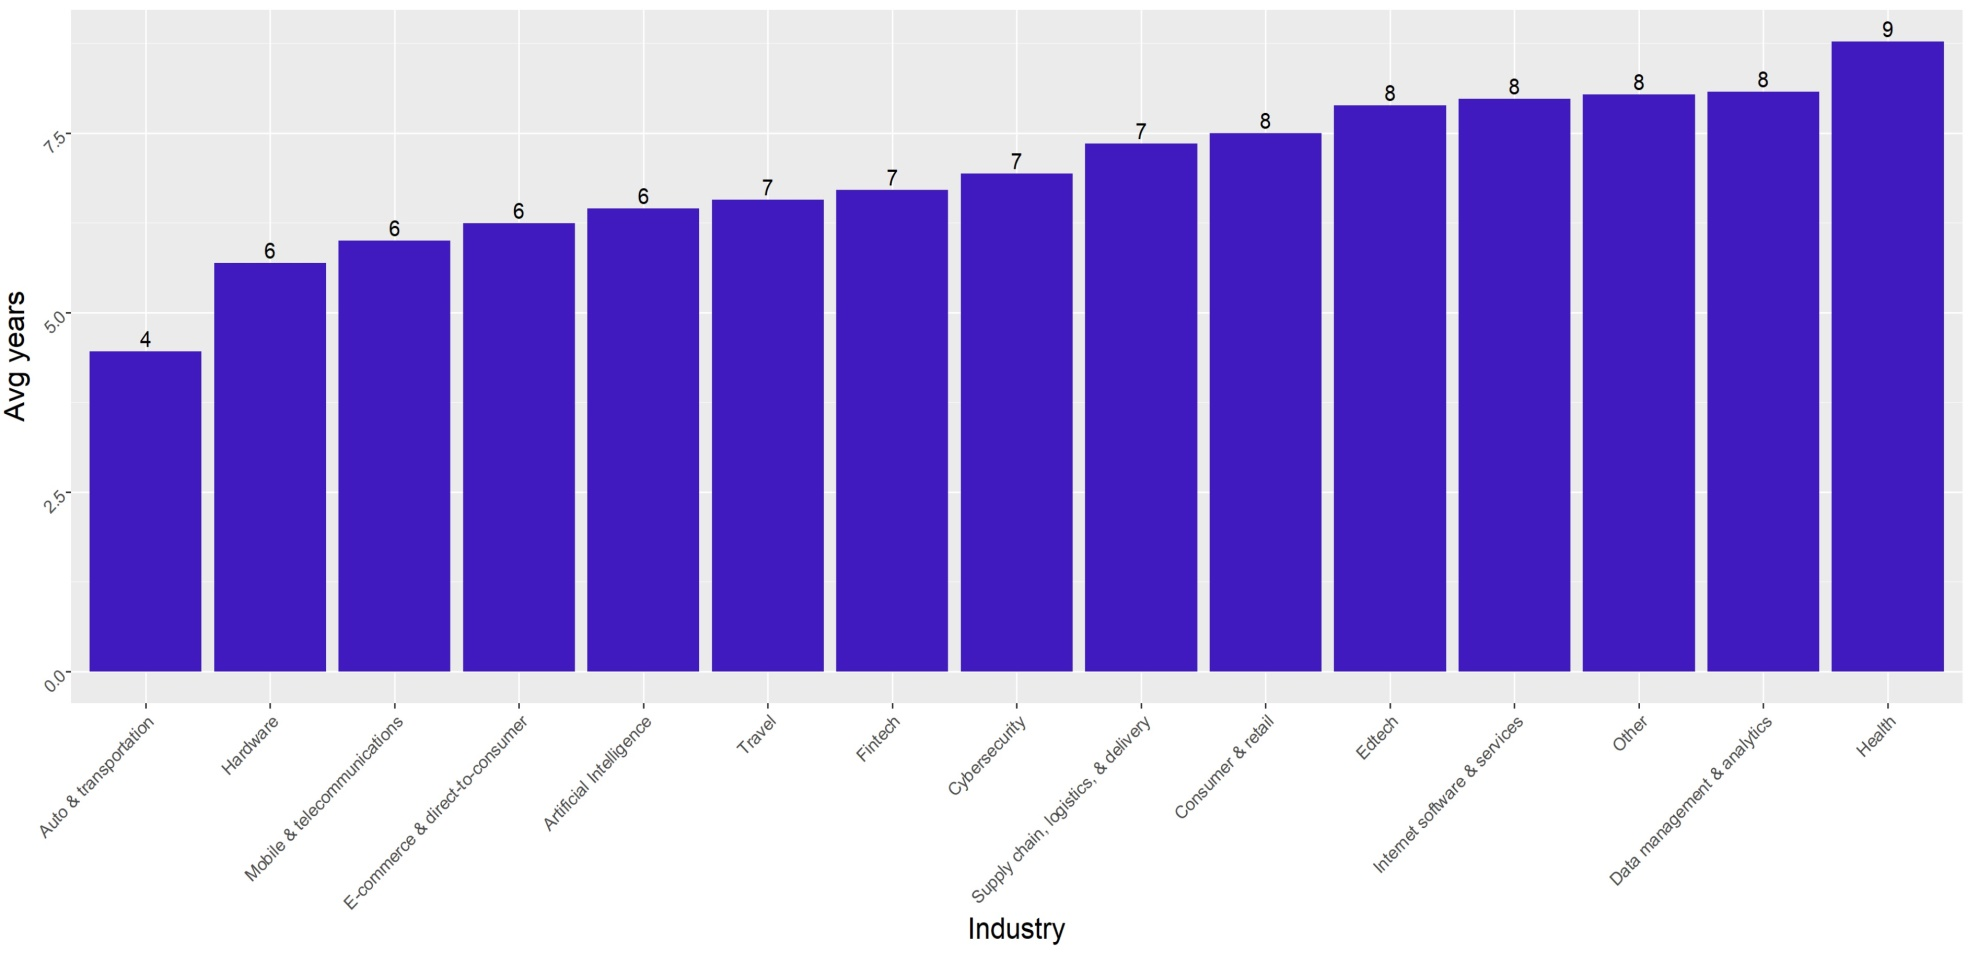 9
8
8
8
8
8
7
7
7
7
6
6
6
6
4
Avg years
7.5
5.0
2.5
0.0
Auto & transportation
Hardware
Mobile & telecommunications
E-commerce & direct-to-consumer
Artificial Intelligence
Travel
Fintech
Cybersecurity
Supply chain, logistics, & delivery
Consumer & retail
Edtech
Internet software & services
Other
Data management & analytics
Health
Industry